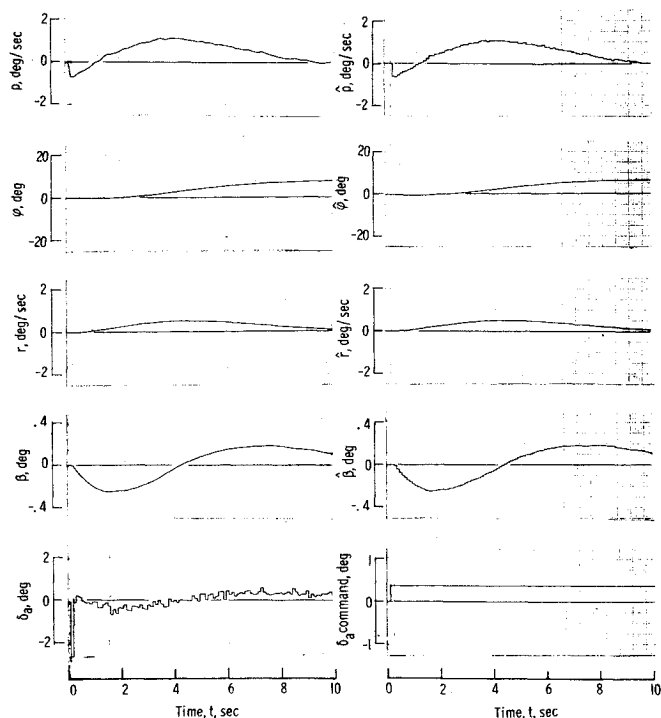 2
0
-2
p, deg/sec
2
0
-2
p̂, deg/sec
20
0
-20
φ, deg
20
0
-20
φ̂, deg
2
0
-2
r, deg/sec
2
0
-2
r̂, deg/sec
.4
0
-.4
β, deg
.4
0
-.4
β̂, deg
2
0
-2
δa, deg
1
0
-1
δa command, deg
0 2 4 6 8 10
Time, t, sec
0 2 4 6 8 10
Time, t, sec